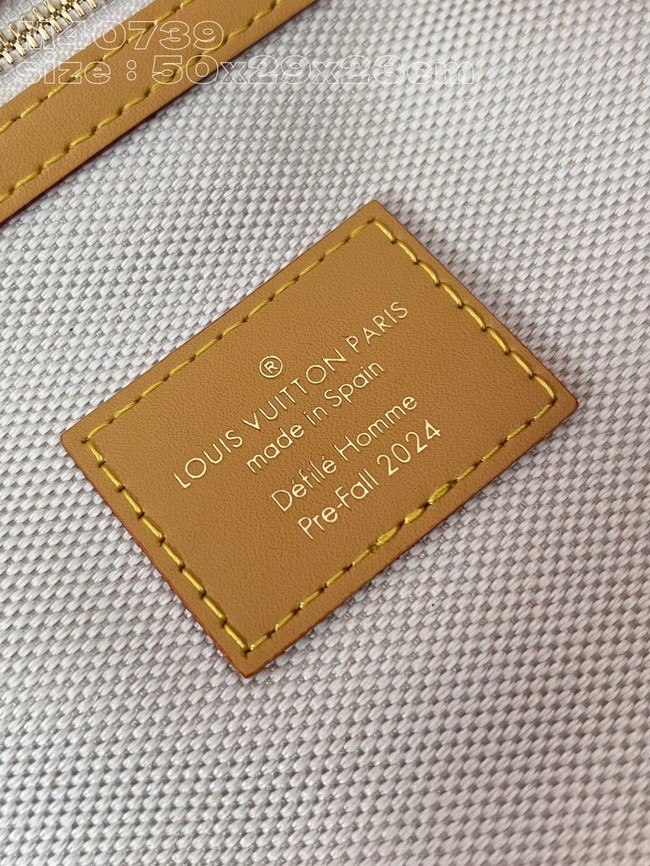 M40739
size : 50x29x23cm
®
LOUIS VUITTON PARIS
made in Spain
Défilé Homme
Pre-Fall 2024